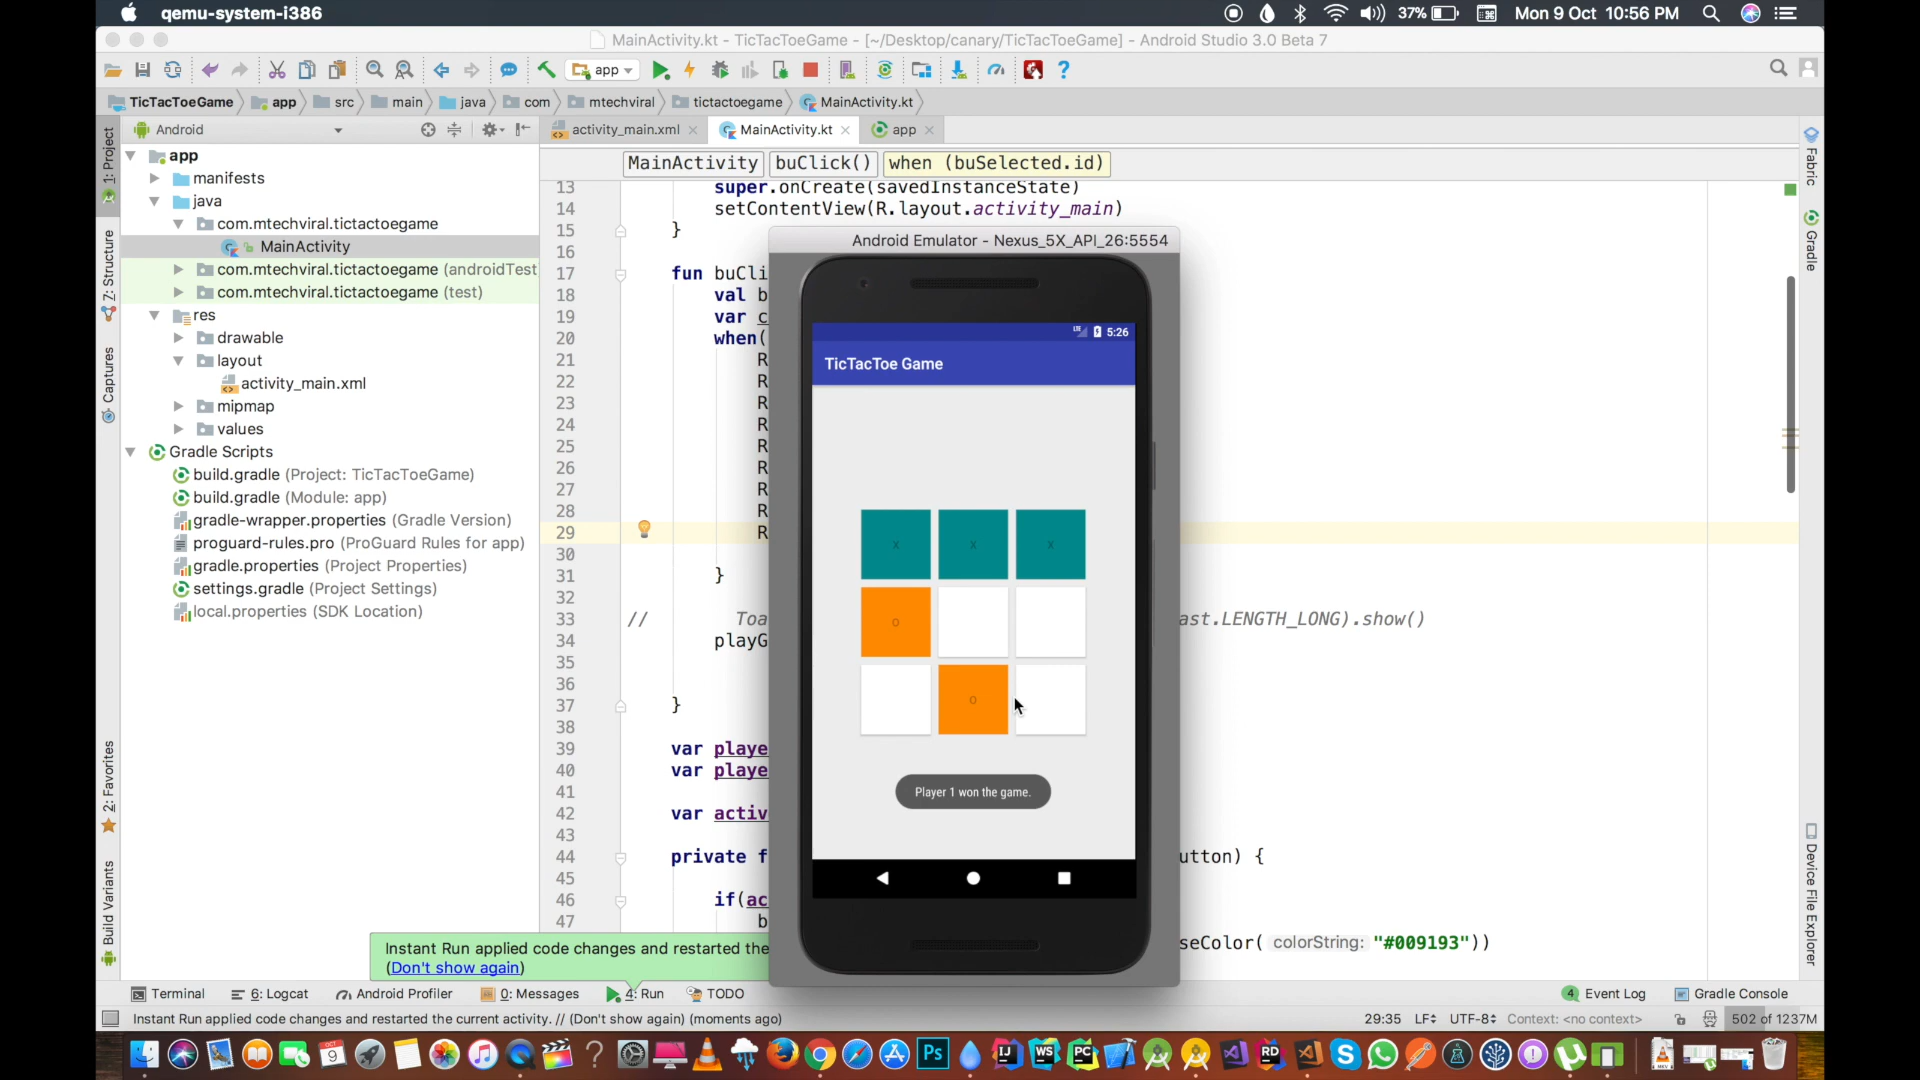 qemu-system-i386
37%
Mon 9 Oct 10:56 PM
MainActivity.kt - TicTacToeGame - [~/Desktop/canary/TicTacToeGame] - Android Studio 3.0 Beta 7
app
TicTacToeGame app src main java com mtechviral tictactoegame MainActivity.kt
1: Project
Z: Structure
Captures
2: Favorites
Build Variants
Android
app
manifests
java
com.mtechviral.tictactoegame
MainActivity
com.mtechviral.tictactoegame (androidTest
com.mtechviral.tictactoegame (test)
res
drawable
layout
activity_main.xml
mipmap
values
Gradle Scripts
build.gradle (Project: TicTacToeGame)
build.gradle (Module: app)
gradle-wrapper.properties (Gradle Version)
proguard-rules.pro (ProGuard Rules for app)
gradle.properties (Project Properties)
settings.gradle (Project Settings)
local.properties (SDK Location)
activity_main.xml MainActivity.kt app
MainActivity buClick() when (buSelected.id)
13 super.onCreate(savedInstanceState)
14 setContentView(R.layout.activity_main)
15 }
16
17 fun buCli
18 val b
19 var c
20 when(
21 R
22 R
23 R
24 R
25 R
26 R
27 R
28 R
29 R
30
31 }
32
33 // Toa ast.LENGTH_LONG).show()
34 playG
35
36
37 }
38
39 var playe
40 var playe
41
42 var activ
43
44 private f utton) {
45
46 if(ac
47 b
seColor( colorString: "#009193"))
Android Emulator - Nexus_5X_API_26:5554
LTE 5:26
TicTacToe Game
X X X
O
O
Player 1 won the game.
Fabric
Gradle
Device File Explorer
Instant Run applied code changes and restarted the
(Don't show again)
Terminal 6: Logcat Android Profiler 0: Messages 4: Run TODO
4 Event Log Gradle Console
Instant Run applied code changes and restarted the current activity. // (Don't show again) (moments ago)
29:35 LF÷ UTF-8÷ Context: <no context> 502 of 1237M
9
Ps
IJ
WS
PC
RD